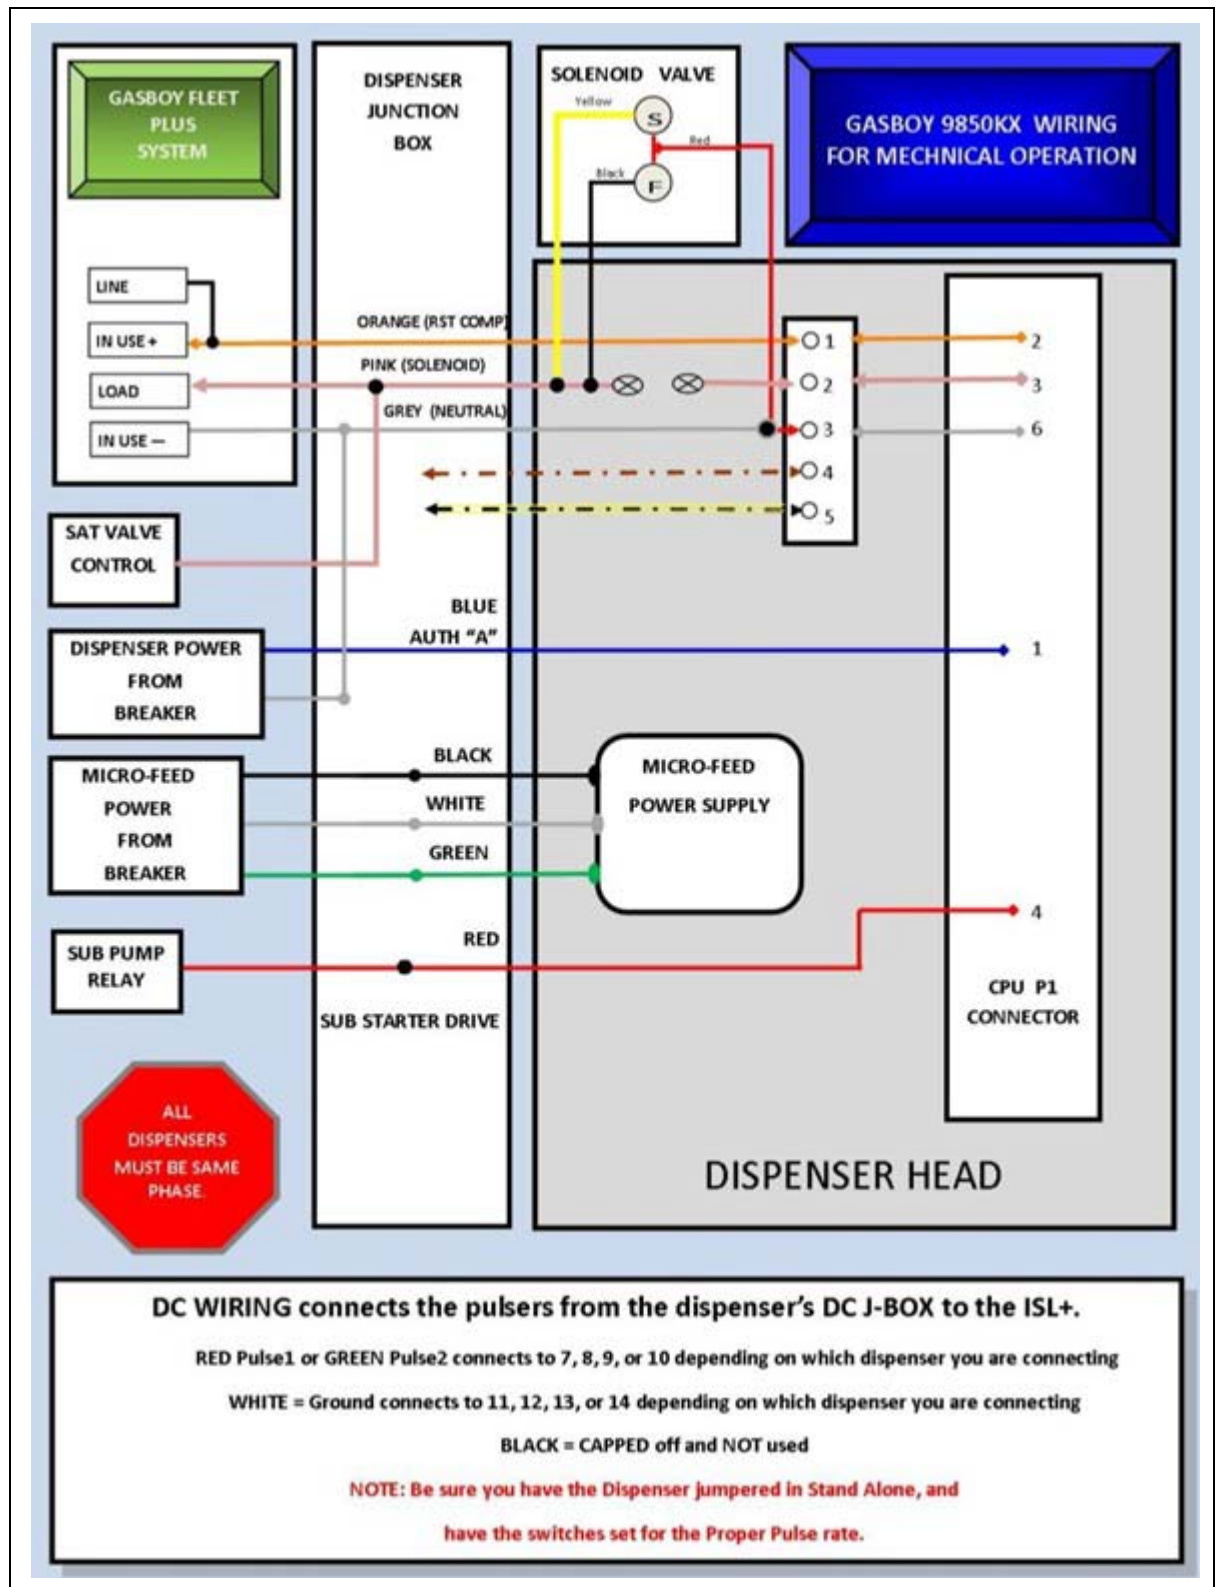 GASBOY FLEET
PLUS
SYSTEM
DISPENSER
JUNCTION
BOX
SOLENOID VALVE
Yellow
S
Red
Black
F
GASBOY 9850KX WIRING
FOR MECHNICAL OPERATION
LINE
IN USE +
LOAD
IN USE —
ORANGE (RST COMP)
PINK (SOLENOID)
GREY (NEUTRAL)
1
2
3
4
5
2
3
6
SAT VALVE
CONTROL
BLUE
AUTH "A"
DISPENSER POWER
FROM
BREAKER
1
MICRO-FEED
POWER
FROM
BREAKER
BLACK
WHITE
GREEN
MICRO-FEED
POWER SUPPLY
SUB PUMP
RELAY
RED
4
SUB STARTER DRIVE
CPU P1
CONNECTOR
ALL
DISPENSERS
MUST BE SAME
PHASE.
DISPENSER HEAD
DC WIRING connects the pulsers from the dispenser's DC J-BOX to the ISL+.
RED Pulse1 or GREEN Pulse2 connects to 7, 8, 9, or 10 depending on which dispenser you are connecting
WHITE = Ground connects to 11, 12, 13, or 14 depending on which dispenser you are connecting
BLACK = CAPPED off and NOT used
NOTE: Be sure you have the Dispenser jumpered in Stand Alone, and
have the switches set for the Proper Pulse rate.